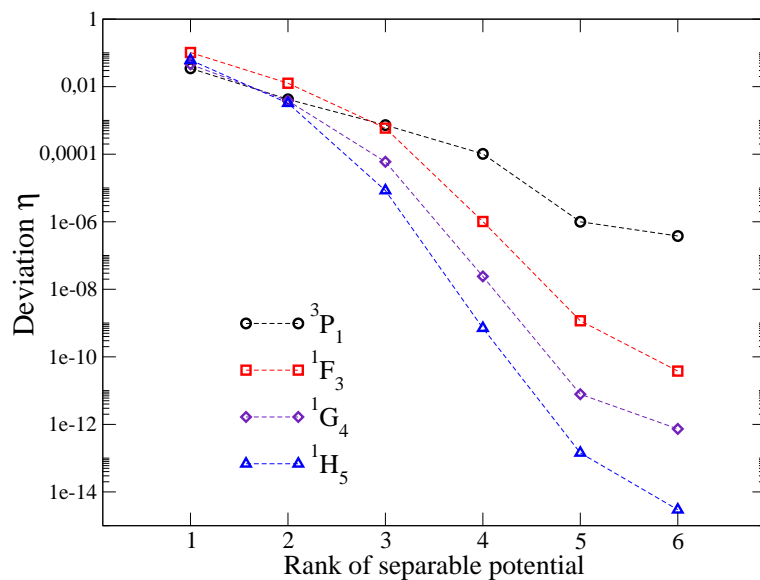 1
0,01
0,0001
1e-06
1e-08
1e-10
1e-12
1e-14
Deviation η
³P₁
¹F₃
¹G₄
¹H₅
1 2 3 4 5 6
Rank of separable potential